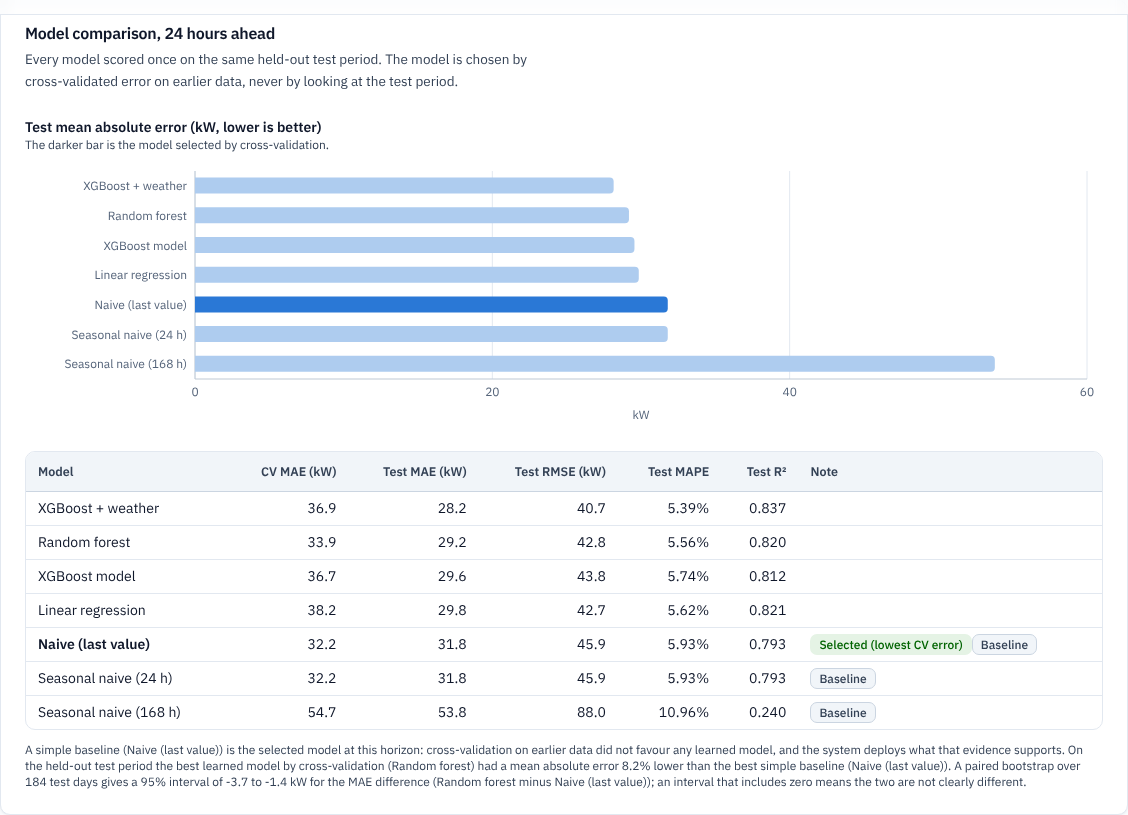 Model comparison, 24 hours ahead
Every model scored once on the same held-out test period. The model is chosen by
cross-validated error on earlier data, never by looking at the test period.
Test mean absolute error (kW, lower is better)
The darker bar is the model selected by cross-validation.
XGBoost + weather
Random forest
XGBoost model
Linear regression
Naive (last value)
Seasonal naive (24 h)
Seasonal naive (168 h)
0 20 40 60
kW
Model CV MAE (kW) Test MAE (kW) Test RMSE (kW) Test MAPE Test R² Note
XGBoost + weather 36.9 28.2 40.7 5.39% 0.837
Random forest 33.9 29.2 42.8 5.56% 0.820
XGBoost model 36.7 29.6 43.8 5.74% 0.812
Linear regression 38.2 29.8 42.7 5.62% 0.821
Naive (last value) 32.2 31.8 45.9 5.93% 0.793 Selected (lowest CV error) Baseline
Seasonal naive (24 h) 32.2 31.8 45.9 5.93% 0.793 Baseline
Seasonal naive (168 h) 54.7 53.8 88.0 10.96% 0.240 Baseline
A simple baseline (Naive (last value)) is the selected model at this horizon: cross-validation on earlier data did not favour any learned model, and the system deploys what that evidence supports. On
the held-out test period the best learned model by cross-validation (Random forest) had a mean absolute error 8.2% lower than the best simple baseline (Naive (last value)). A paired bootstrap over
184 test days gives a 95% interval of -3.7 to -1.4 kW for the MAE difference (Random forest minus Naive (last value)); an interval that includes zero means the two are not clearly different.